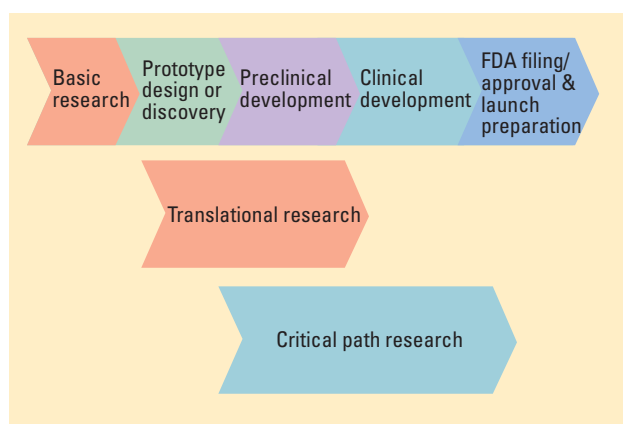 Basic
research
Prototype
design or
discovery
Preclinical
development
Clinical
development
FDA filing/
approval &
launch
preparation
Translational research
Critical path research